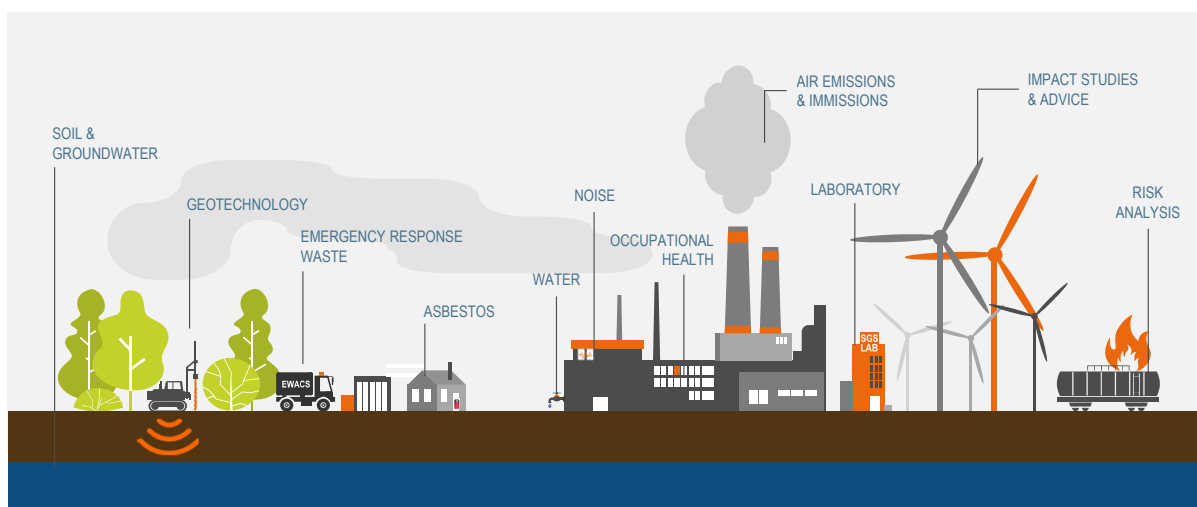 SOIL &
GROUNDWATER
GEOTECHNOLOGY
EMERGENCY RESPONSE
WASTE
EWACS
ASBESTOS
WATER
NOISE
OCCUPATIONAL
HEALTH
AIR EMISSIONS
& IMMISSIONS
LABORATORY
SGS
LAB
IMPACT STUDIES
& ADVICE
RISK
ANALYSIS